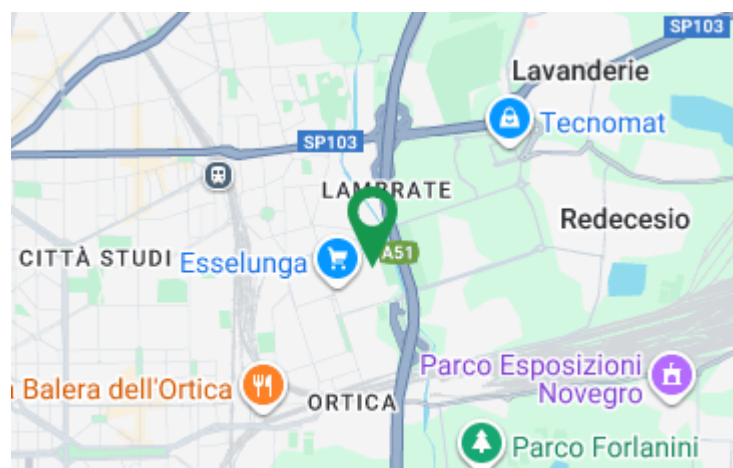 SP103
Lavanderie
Tecnomat
SP103
LAMBRATE
Redecesio
CITTÀ STUDI
Esselunga
A51
Parco Esposizioni
Novegro
Balera dell'Ortica
ORTICA
Parco Forlanini